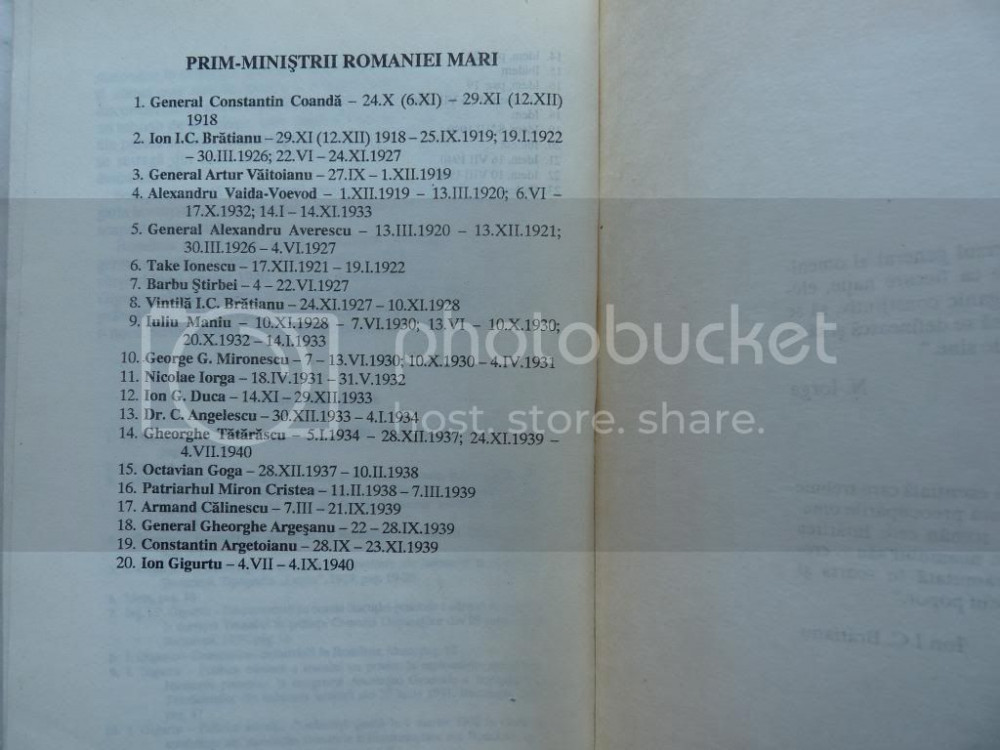 PRIM-MINIŞTRII ROMANIEI MARI
1. General Constantin Coandă – 24.X (6.XI) – 29.XI (12.XII)
1918
2. Ion I.C. Brătianu – 29.XI (12.XII) 1918 – 25.IX.1919; 19.I.1922
– 30.III.1926; 22.VI – 24.XI.1927
3. General Artur Văitoianu – 27.IX – 1.XII.1919
4. Alexandru Vaida-Voevod – 1.XII.1919 – 13.III.1920; 6.VI –
17.X.1932; 14.I – 14.XI.1933
5. General Alexandru Averescu – 13.III.1920 – 13.XII.1921;
30.III.1926 – 4.VI.1927
6. Take Ionescu – 17.XII.1921 – 19.I.1922
7. Barbu Ştirbei – 4 – 22.VI.1927
8. Vintilă I.C. Brătianu – 24.XI.1927 – 10.XI.1928
9. Iuliu Maniu – 10.XI.1928 – 7.VI.1930; 13.VI – 10.X.1930;
20.X.1932 – 14.I.1933
10. George G. Mironescu – 7 – 13.VI.1930; 10.X.1930 – 4.IV.1931
11. Nicolae Iorga – 18.IV.1931 – 31.V.1932
12. Ion G. Duca – 14.XI – 29.XII.1933
13. Dr. C. Angelescu – 30.XII.1933 – 4.I.1934
14. Gheorghe Tătărăscu – 5.I.1934 – 28.XII.1937; 24.XI.1939 –
4.VII.1940
15. Octavian Goga – 28.XII.1937 – 10.II.1938
16. Patriarhul Miron Cristea – 11.II.1938 – 7.III.1939
17. Armand Călinescu – 7.III – 21.IX.1939
18. General Gheorghe Argeşanu – 22 – 28.IX.1939
19. Constantin Argetoianu – 28.IX – 23.XI.1939
20. Ion Gigurtu – 4.VII – 4.IX.1940
photobucket
host. store. share.
N. Iorga
Ion I.C. Brătianu